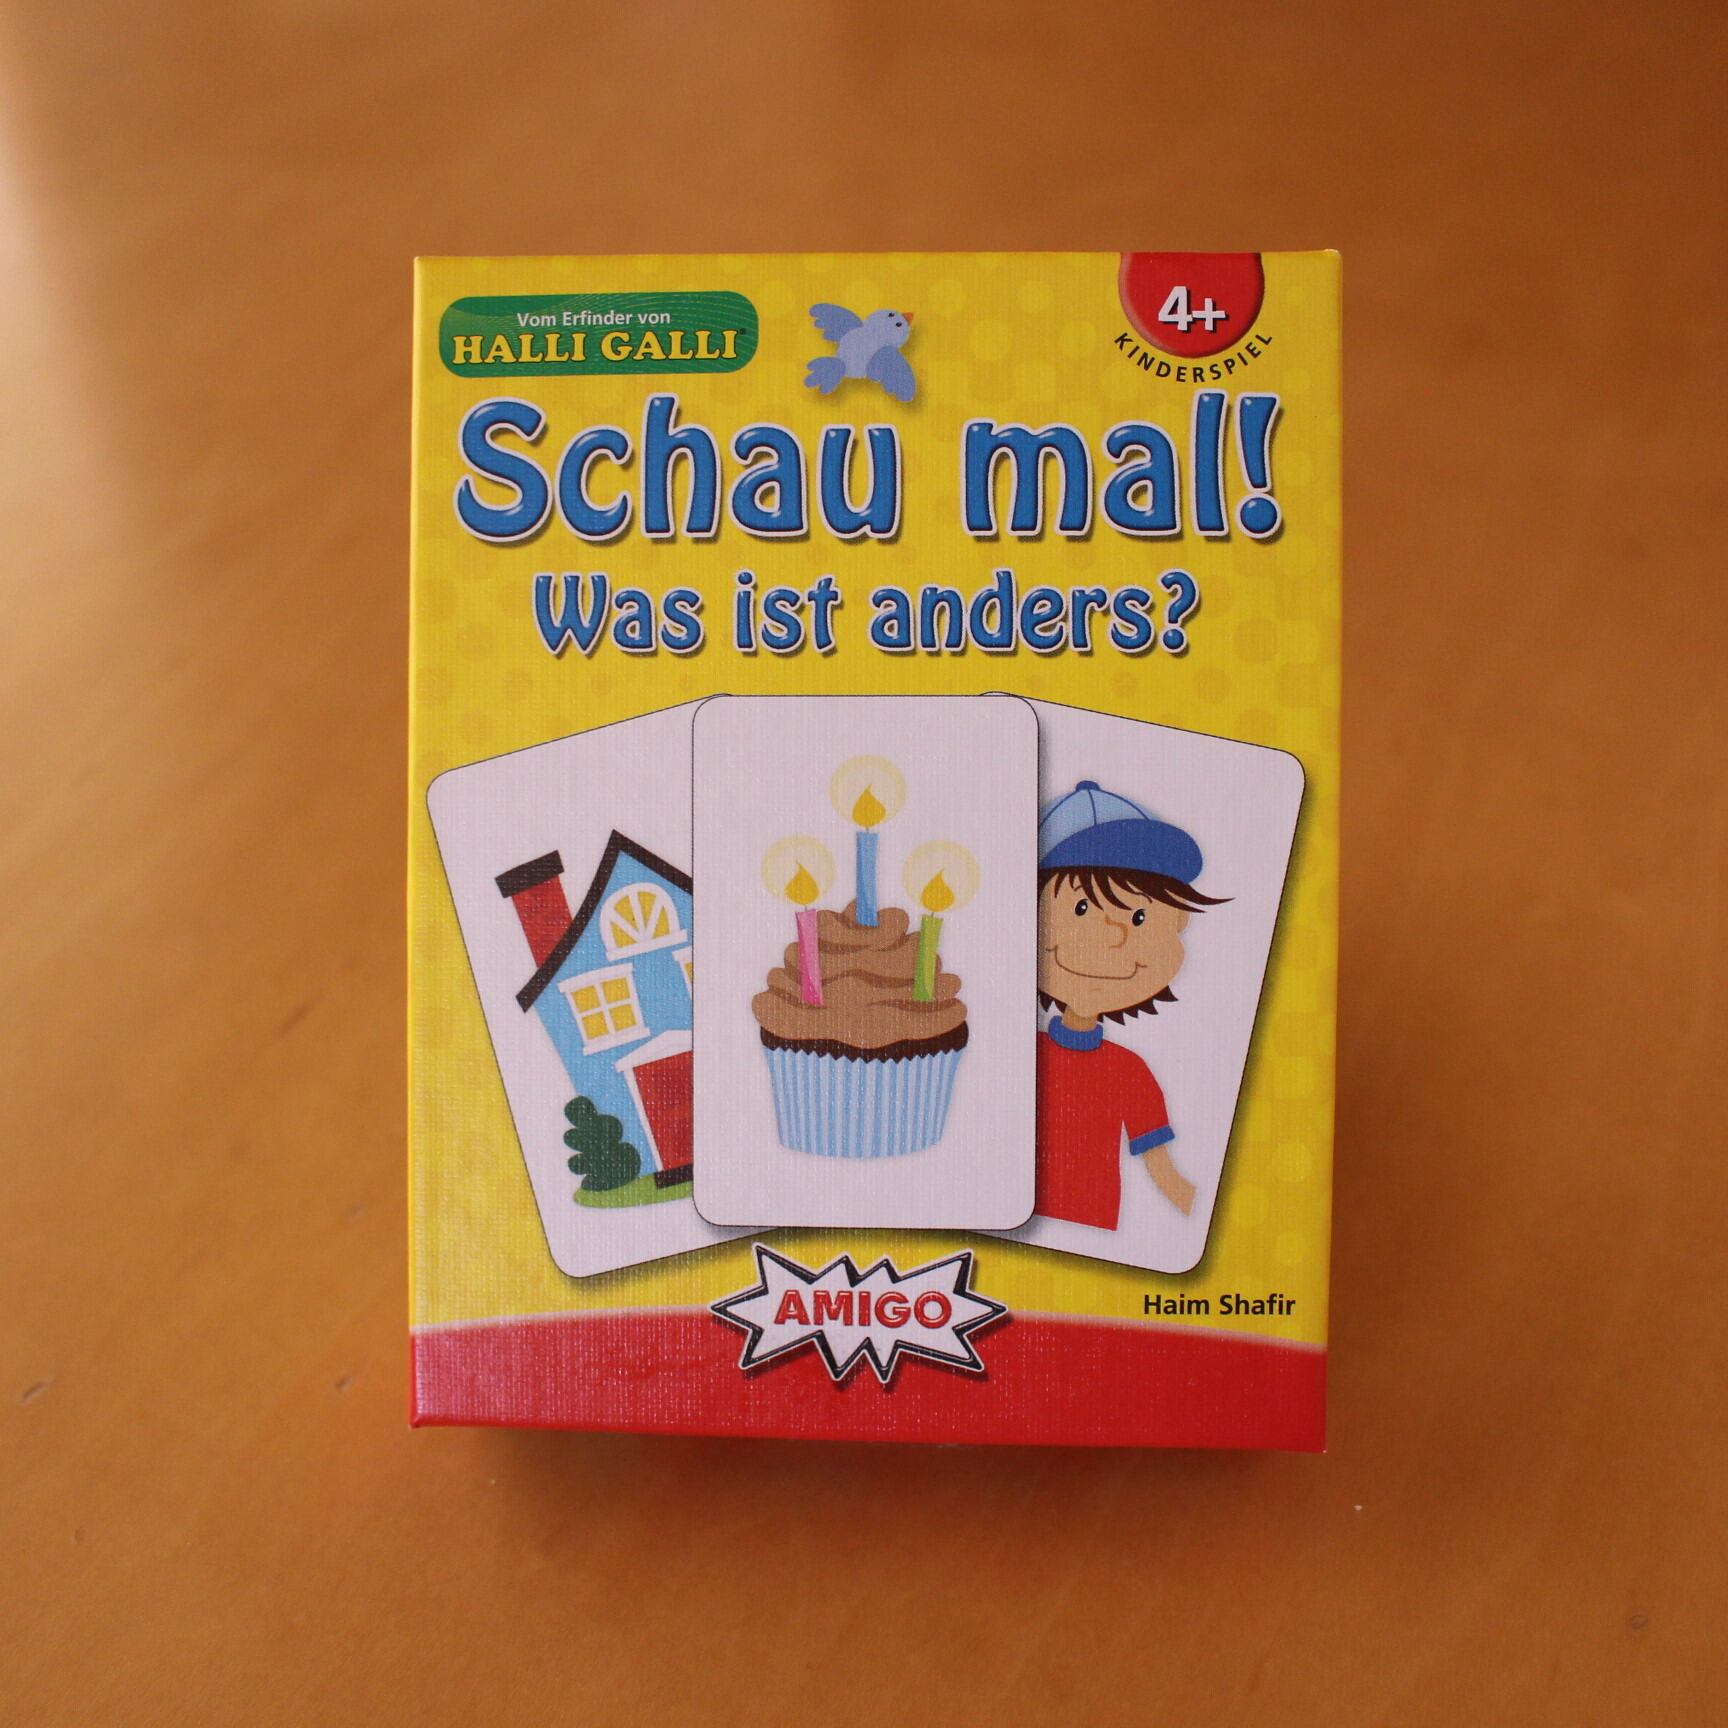 Vom Erfinder von
HALLI GALLI®
4+
KINDERSPIEL
Schau mal!
Was ist anders?
AMIGO
Haim Shafir